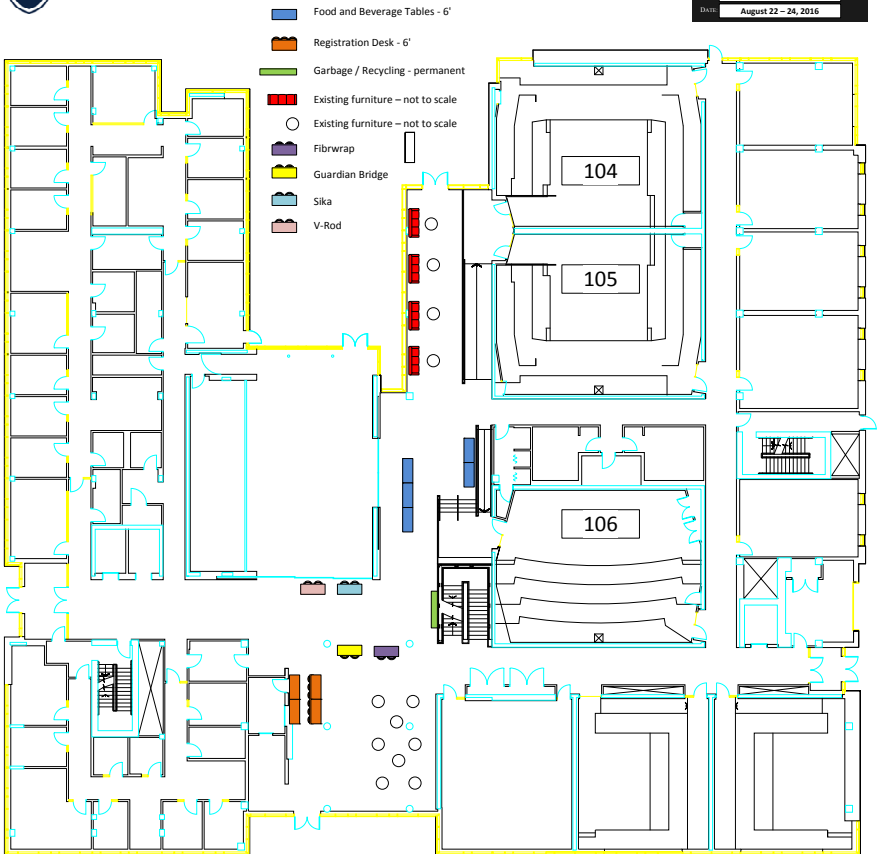 Food and Beverage Tables - 6'
DATE: August 22 – 24, 2016
Registration Desk - 6'
Garbage / Recycling - permanent
Existing furniture – not to scale
Existing furniture – not to scale
Fibrwrap
Guardian Bridge
Sika
V-Rod
104
105
106